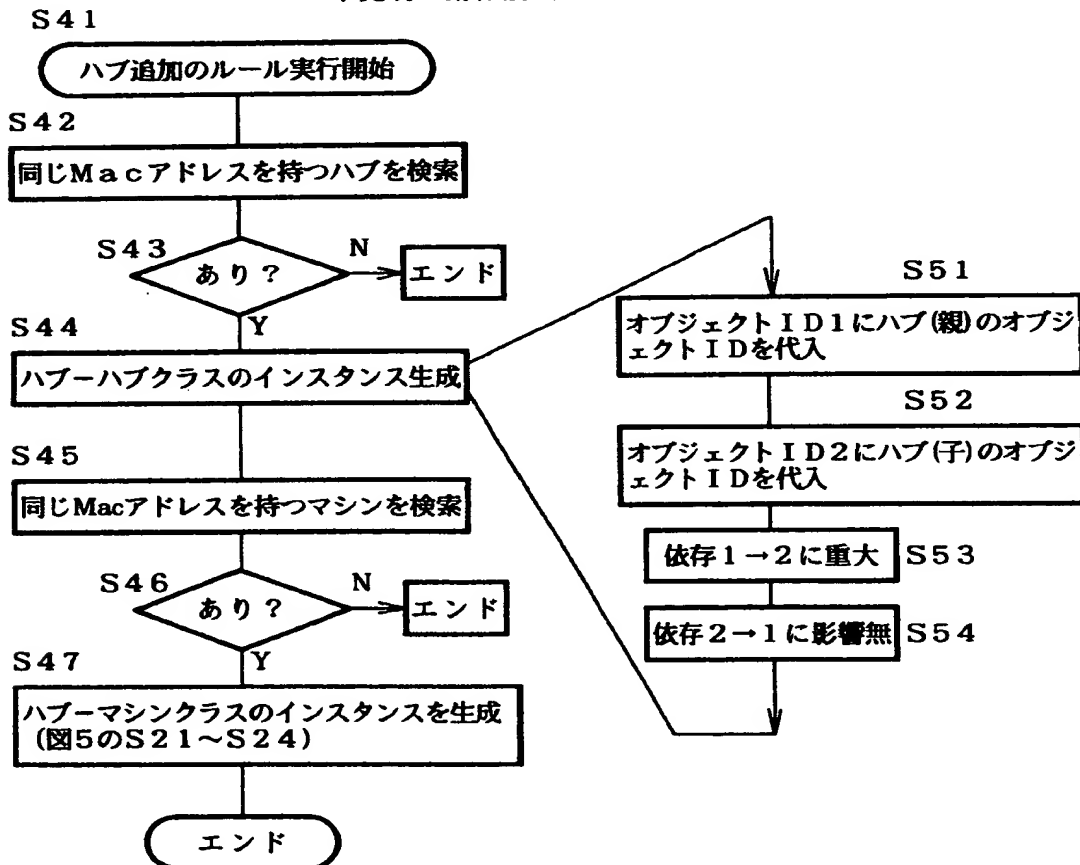 S41
ハブ追加のルール実行開始
S42
同じMacアドレスを持つハブを検索
S43
あり?
N
エンド
Y
S44
ハブーハブクラスのインスタンス生成
S45
同じMacアドレスを持つマシンを検索
S46
あり?
N
エンド
Y
S47
ハブーマシンクラスのインスタンスを生成
(図5のS21~S24)
エンド
S51
オブジェクトID1にハブ(親)のオブジ
ェクトIDを代入
S52
オブジェクトID2にハブ(子)のオブジ
ェクトIDを代入
依存1→2に重大
S53
依存2→1に影響無
S54